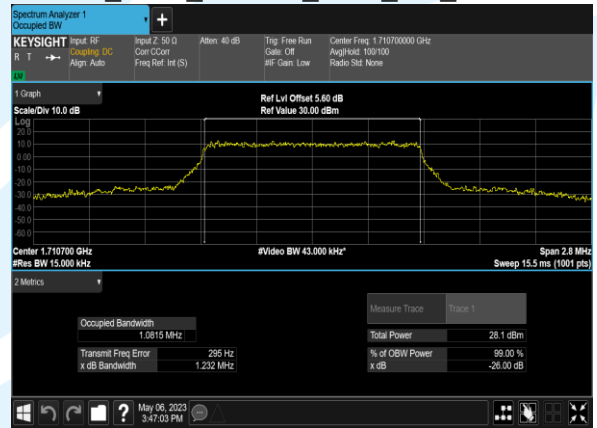 Spectrum Analyzer 1
Occupied BW
+
KEYSIGHT Input: RF Input Z: 50 Ω Atten: 40 dB Trig: Free Run Center Freq: 1.710700000 GHz
R T Coupling: DC Corr CCorr Gate: Off Avg|Hold: 100/100
Align: Auto Freq Ref: Int (S) #IF Gain: Low Radio Std: None
LV
1 Graph
Ref Lvl Offset 5.60 dB
Scale/Div 10.0 dB Ref Value 30.00 dBm
Log
20.0
10.0
0.00
-10.0
-20.0
-30.0
-40.0
-50.0
-60.0
Center 1.710700 GHz #Video BW 43.000 kHz* Span 2.8 MHz
#Res BW 15.000 kHz Sweep 15.5 ms (1001 pts)
2 Metrics
Measure Trace Trace 1
Occupied Bandwidth
1.0815 MHz Total Power 28.1 dBm
Transmit Freq Error 295 Hz % of OBW Power 99.00 %
x dB Bandwidth 1.232 MHz x dB -26.00 dB
? May 06, 2023
3:47:03 PM